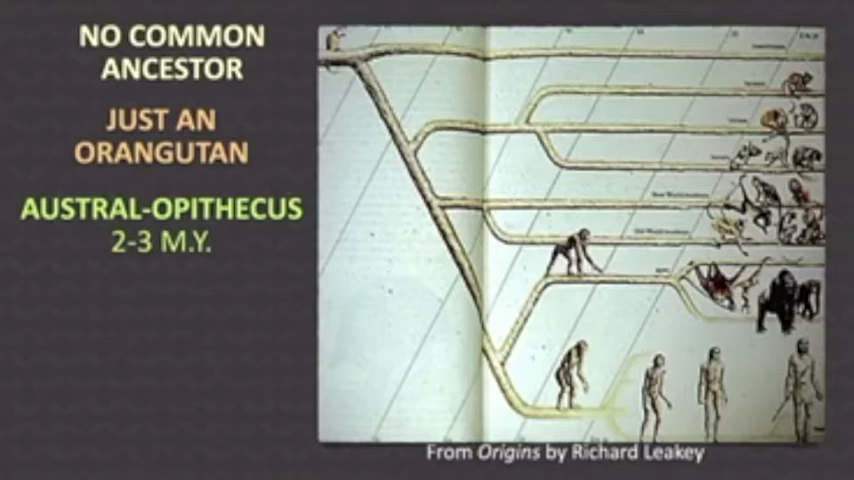 NO COMMON
ANCESTOR
JUST AN
ORANGUTAN
AUSTRAL-OPITHECUS
2-3 M.Y.
From Origins by Richard Leakey